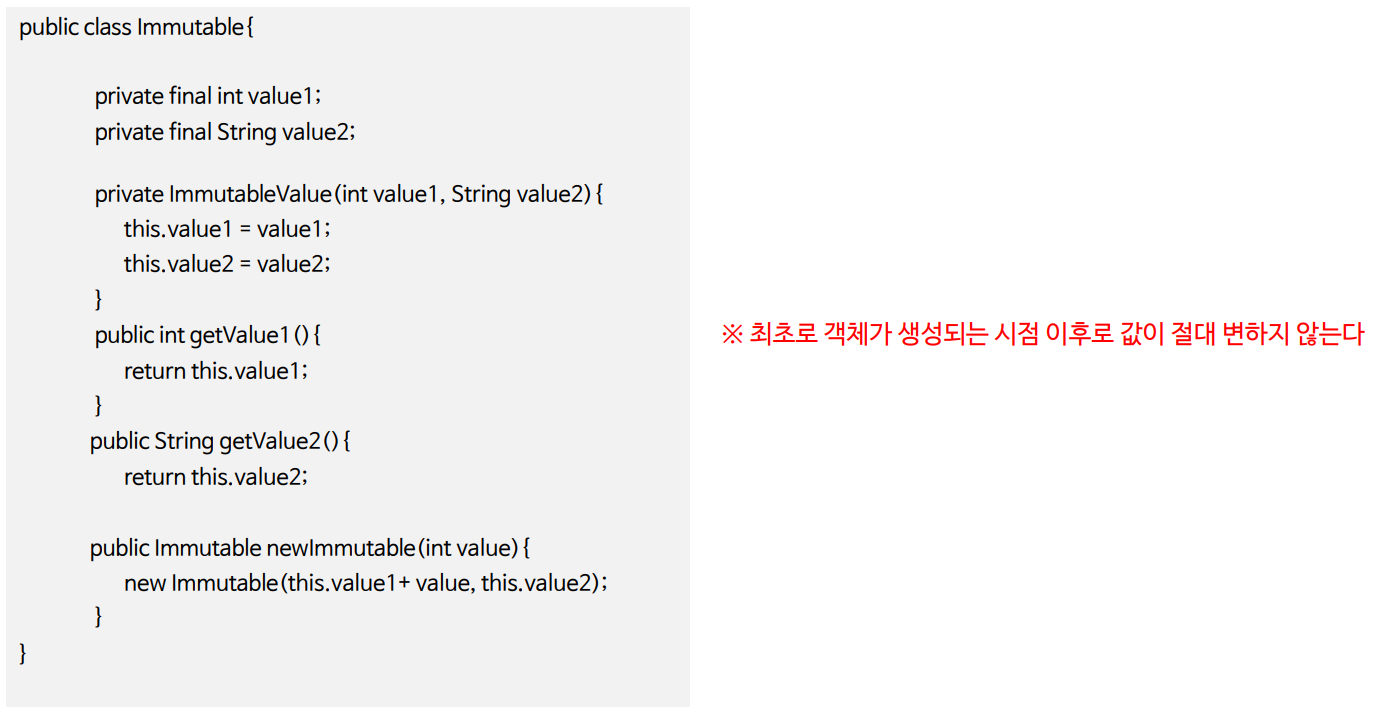 public class Immutable{
private final int value1;
private final String value2;
private ImmutableValue(int value1, String value2){
this.value1 = value1;
this.value2 = value2;
}
public int getValue1(){
return this.value1;
}
public String getValue2(){
return this.value2;
public Immutable newImmutable(int value){
new Immutable(this.value1+ value, this.value2);
}
}
※ 최초로 객체가 생성되는 시점 이후로 값이 절대 변하지 않는다